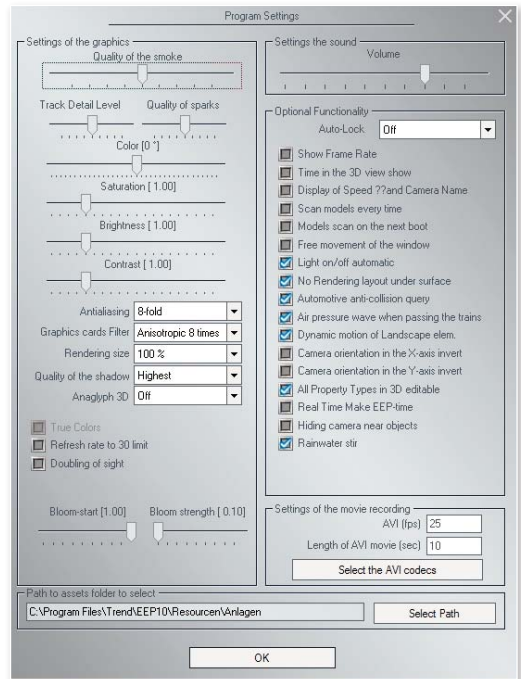 Program Settings
Settings of the graphics
Quality of the smoke
Track Detail Level
Quality of sparks
Color [0 °]
Saturation [ 1.00]
Brightness [ 1.00]
Contrast [ 1.00]
Antialiasing 8-fold
Graphics cards Filter Anisotropic 8 times
Rendering size 100 %
Quality of the shadow Highest
Anaglyph 3D Off
True Colors
Refresh rate to 30 limit
Doubling of sight
Bloom-start [1.00]
Bloom strength [ 0.10]
Settings the sound
Volume
Optional Functionality
Auto-Lock Off
Show Frame Rate
Time in the 3D view show
Display of Speed ??and Camera Name
Scan models every time
Models scan on the next boot
Free movement of the window
Light on/off automatic
No Rendering layout under surface
Automotive anti-collision query
Air pressure wave when passing the trains
Dynamic motion of Landscape elem.
Camera orientation in the X-axis invert
Camera orientation in the Y-axis invert
All Property Types in 3D editable
Real Time Make EEP-time
Hiding camera near objects
Rainwater stir
Settings of the movie recording
AVI (fps) 25
Length of AVI movie (sec) 10
Select the AVI codecs
Path to assets folder to select
C:\Program Files\Trend\EEP10\Resourcen\Anlagen
Select Path
OK